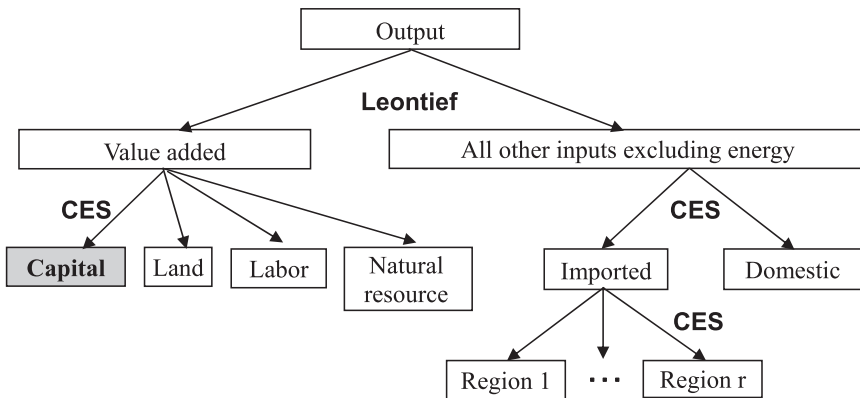 Output
Leontief
Value added
All other inputs excluding energy
CES
CES
Capital
Land
Labor
Natural
resource
Imported
Domestic
CES
Region 1
...
Region r